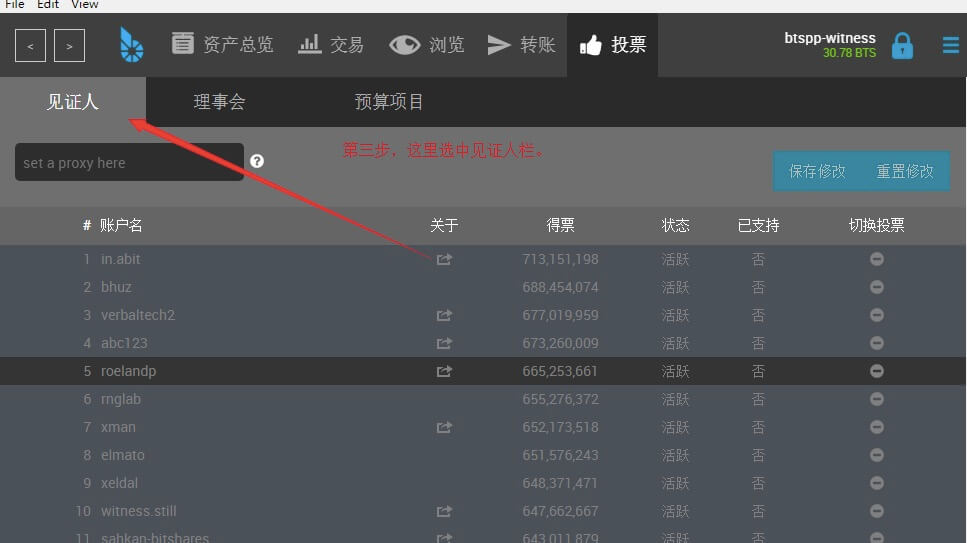 File Edit View
< > 资产总览 交易 浏览 转账 投票 btspp-witness
30.78 BTS
见证人 理事会 预算项目
第三步，这里选中见证人栏。
set a proxy here ? 保存修改 重置修改
# 账户名 关于 得票 状态 已支持 切换投票
1 in.abit 713,151,198 活跃 否
2 bhuz 688,454,074 活跃 否
3 verbaltech2 677,019,959 活跃 否
4 abc123 673,260,009 活跃 否
5 roelandp 665,253,661 活跃 否
6 rnglab 655,276,372 活跃 否
7 xman 652,173,518 活跃 否
8 elmato 651,576,243 活跃 否
9 xeldal 648,371,471 活跃 否
10 witness.still 647,662,667 活跃 否
11 sahkan-bitshares 643,011,879 活跃 否